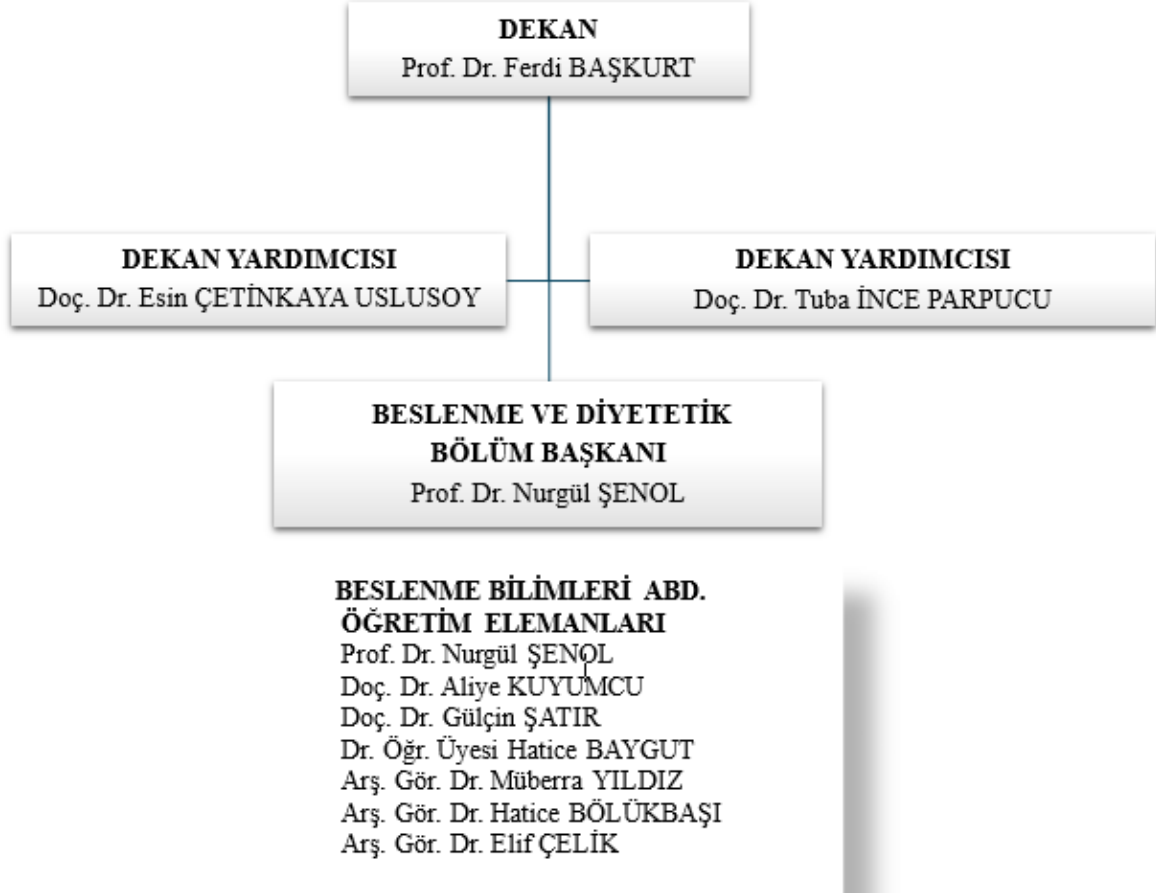 DEKAN
Prof. Dr. Ferdi BAŞKURT
DEKAN YARDIMCISI
Doç. Dr. Esin ÇETİNKAYA USLUSOY
DEKAN YARDIMCISI
Doç. Dr. Tuba İNCE PARPUCU
BESLENME VE DİYETETİK
BÖLÜM BAŞKANI
Prof. Dr. Nurgül ŞENOL
BESLENME BİLİMLERİ ABD.
ÖĞRETİM ELEMANLARI
Prof. Dr. Nurgül ŞENOL
Doç. Dr. Aliye KUYUMCU
Doç. Dr. Gülçin ŞATIR
Dr. Öğr. Üyesi Hatice BAYGUT
Arş. Gör. Dr. Müberra YILDIZ
Arş. Gör. Dr. Hatice BÖLÜKBAŞI
Arş. Gör. Dr. Elif ÇELİK